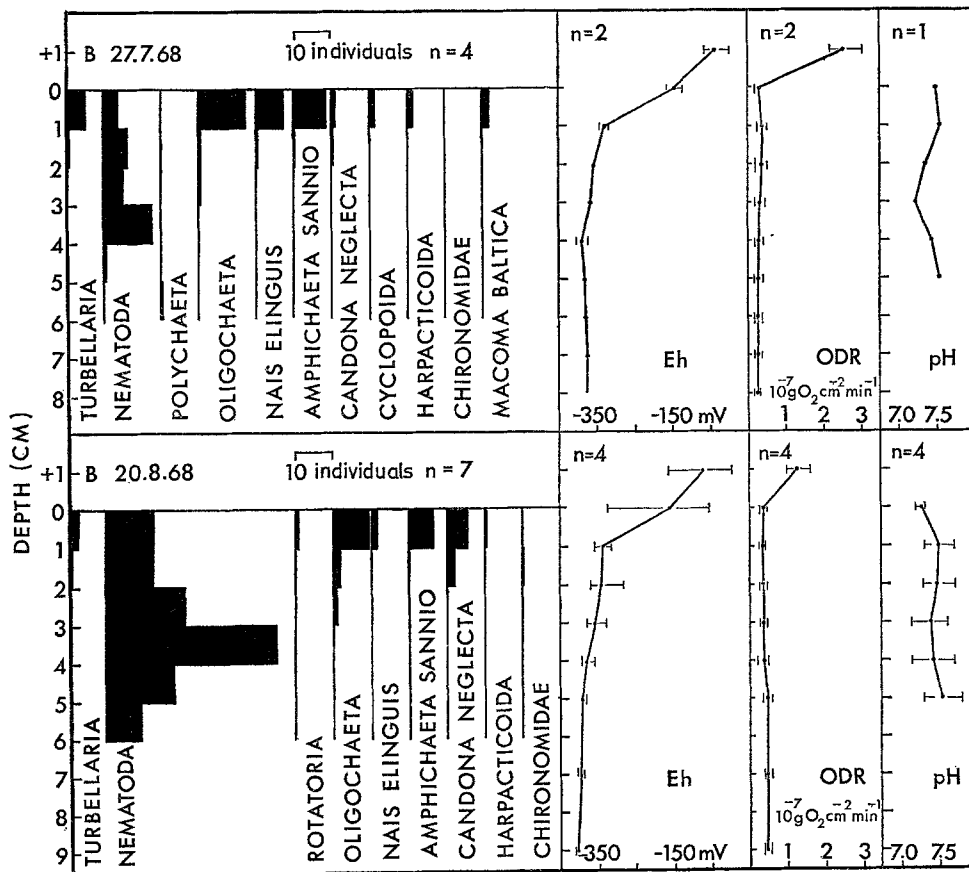 +1 B 27.7.68 10 individuals n=4
n=2
n=2
n=1
0
1
2
3
4
5
6
7
8
TURBELLARIA
NEMATODA
POLYCHAETA
OLIGOCHAETA
NAIS ELINGUIS
AMPHICHAETA SANNIO
CANDONA NEGLECTA
CYCLOPOIDA
HARPACTICOIDA
CHIRONOMIDAE
MACOMA BALTICA
Eh
-350 -150 mV
ODR
10⁻⁷gO₂cm⁻²min⁻¹
1 2 3
pH
7.0 7.5
DEPTH (CM)
+1 B 20.8.68 10 individuals n=7
n=4
n=4
n=4
0
1
2
3
4
5
6
7
8
9
TURBELLARIA
NEMATODA
ROTATORIA
OLIGOCHAETA
NAIS ELINGUIS
AMPHICHAETA SANNIO
CANDONA NEGLECTA
HARPACTICOIDA
CHIRONOMIDAE
Eh
-350 -150 mV
ODR
10⁻⁷gO₂cm⁻²min⁻¹
1 2 3
pH
7.0 7.5